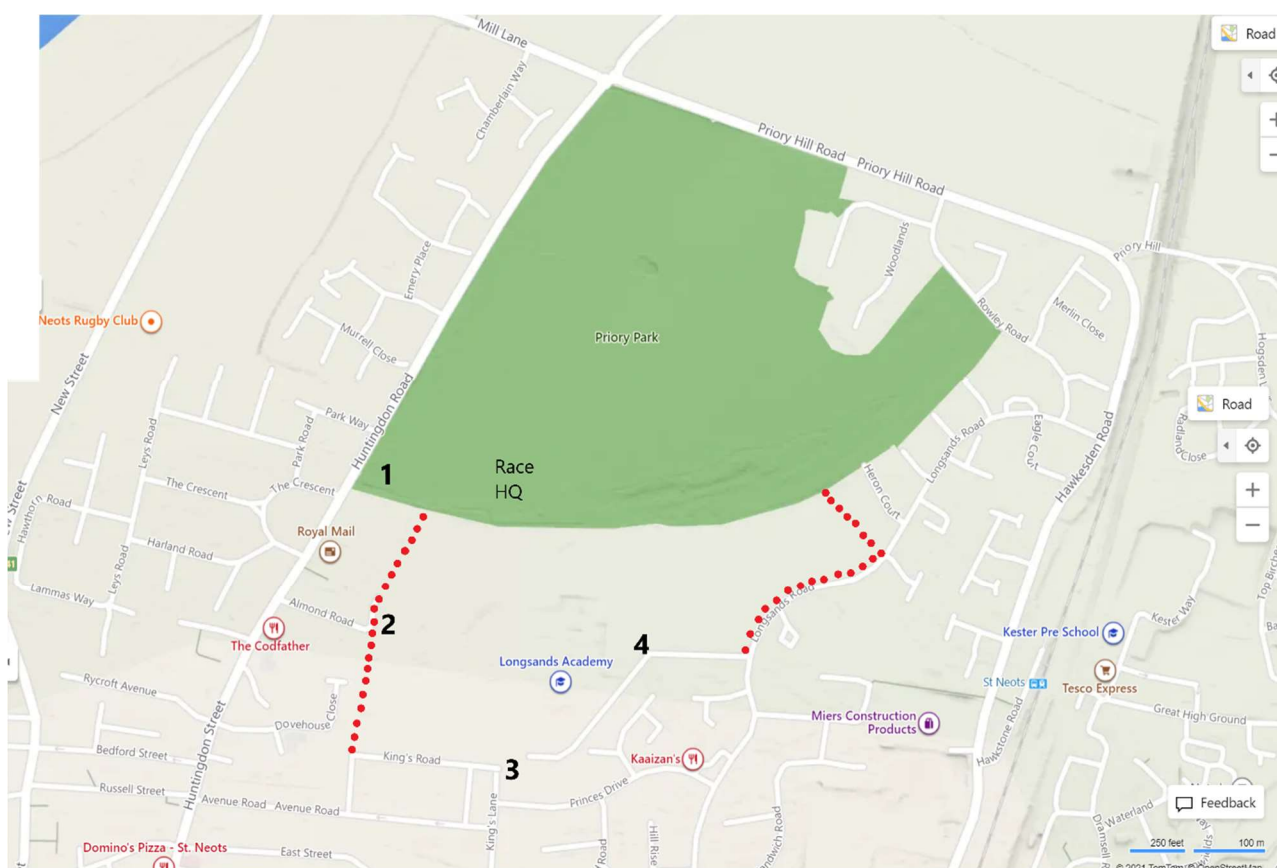 Mill Lane
Road
Chamberlain Way
Priory Hill Road
Priory Hill Road
Priory Hill
Woodlands
Emery Place
Rowley Road
Merlin Close
Neots Rugby Club
Murrell Close
Priory Park
New Street
Huntingdon Road
Park Way
Park Road
Leys Road
Road
Longsands Road
Eagle Court
Hawkesden Road
Radland Close
1
Race
HQ
The Crescent
The Crescent
Heron Court
Royal Mail
Harland Road
Leys Road
Lammas Way
Almond Road
2
The Codfather
4
Longsands Road
Kester Way
Kester Pre School
Longsands Academy
St Neots
Tesco Express
Rycroft Avenue
Dovehouse Close
Great High Ground
Miers Construction
Products
Bedford Street
Huntingdon Street
King's Road
3
Kaaizan's
Hawkstone Road
Russell Street
Avenue Road
Avenue Road
King's Lane
Princes Drive
Feedback
Waterland
Domino's Pizza - St. Neots
East Street
250 feet
100 m